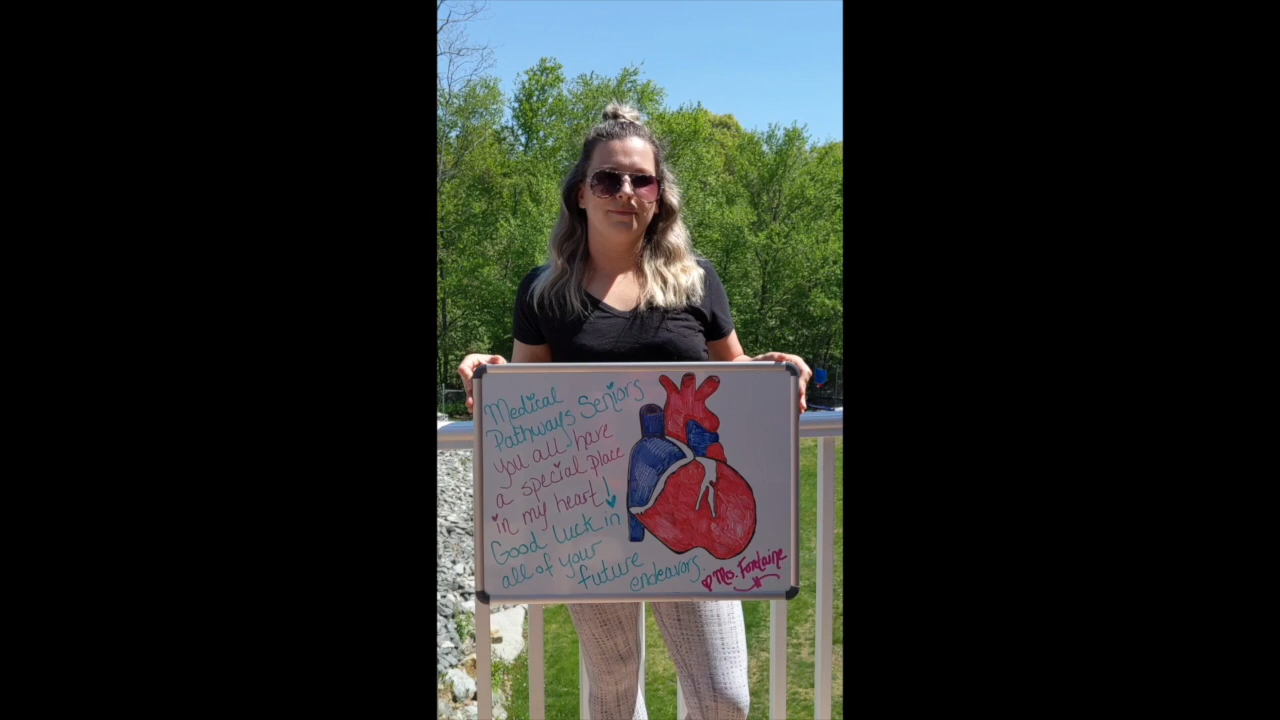 Medical
Pathways Seniors
you all have
a special place
in my heart!
Good luck in
all of your
future
endeavors.
Mrs. Fontaine